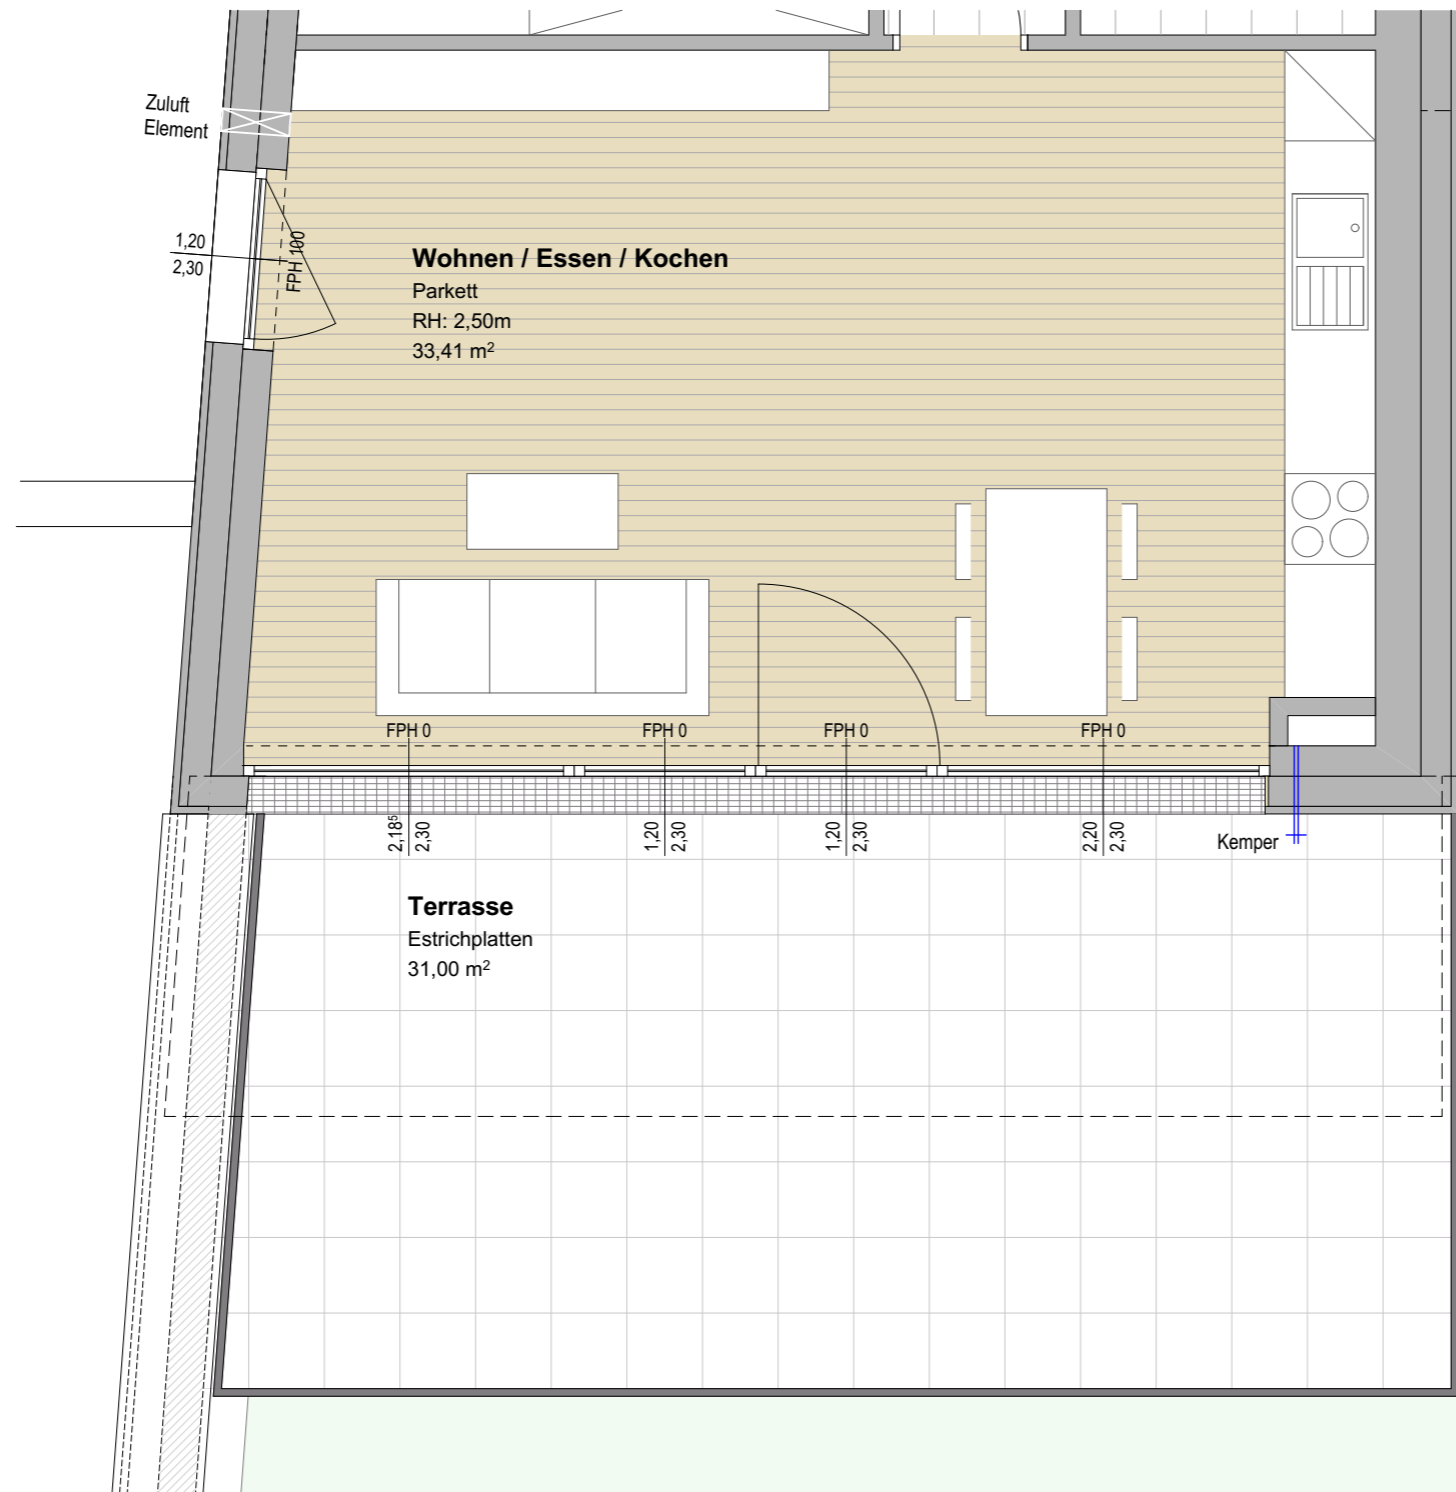 Zuluft
Element
1,20
2,30
FPH 100
Wohnen / Essen / Kochen
Parkett
RH: 2,50m
33,41 m²
FPH 0
FPH 0
FPH 0
FPH 0
2,18⁵
2,30
1,20
2,30
1,20
2,30
2,20
2,30
Kemper
Terrasse
Estrichplatten
31,00 m²